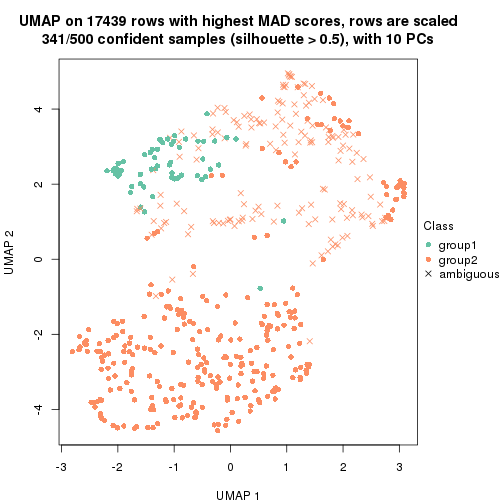 UMAP on 17439 rows with highest MAD scores, rows are scaled
341/500 confident samples (silhouette > 0.5), with 10 PCs
4
2
0
-2
-4
UMAP 2
-3 -2 -1 0 1 2 3
UMAP 1
Class
group1
group2
ambiguous